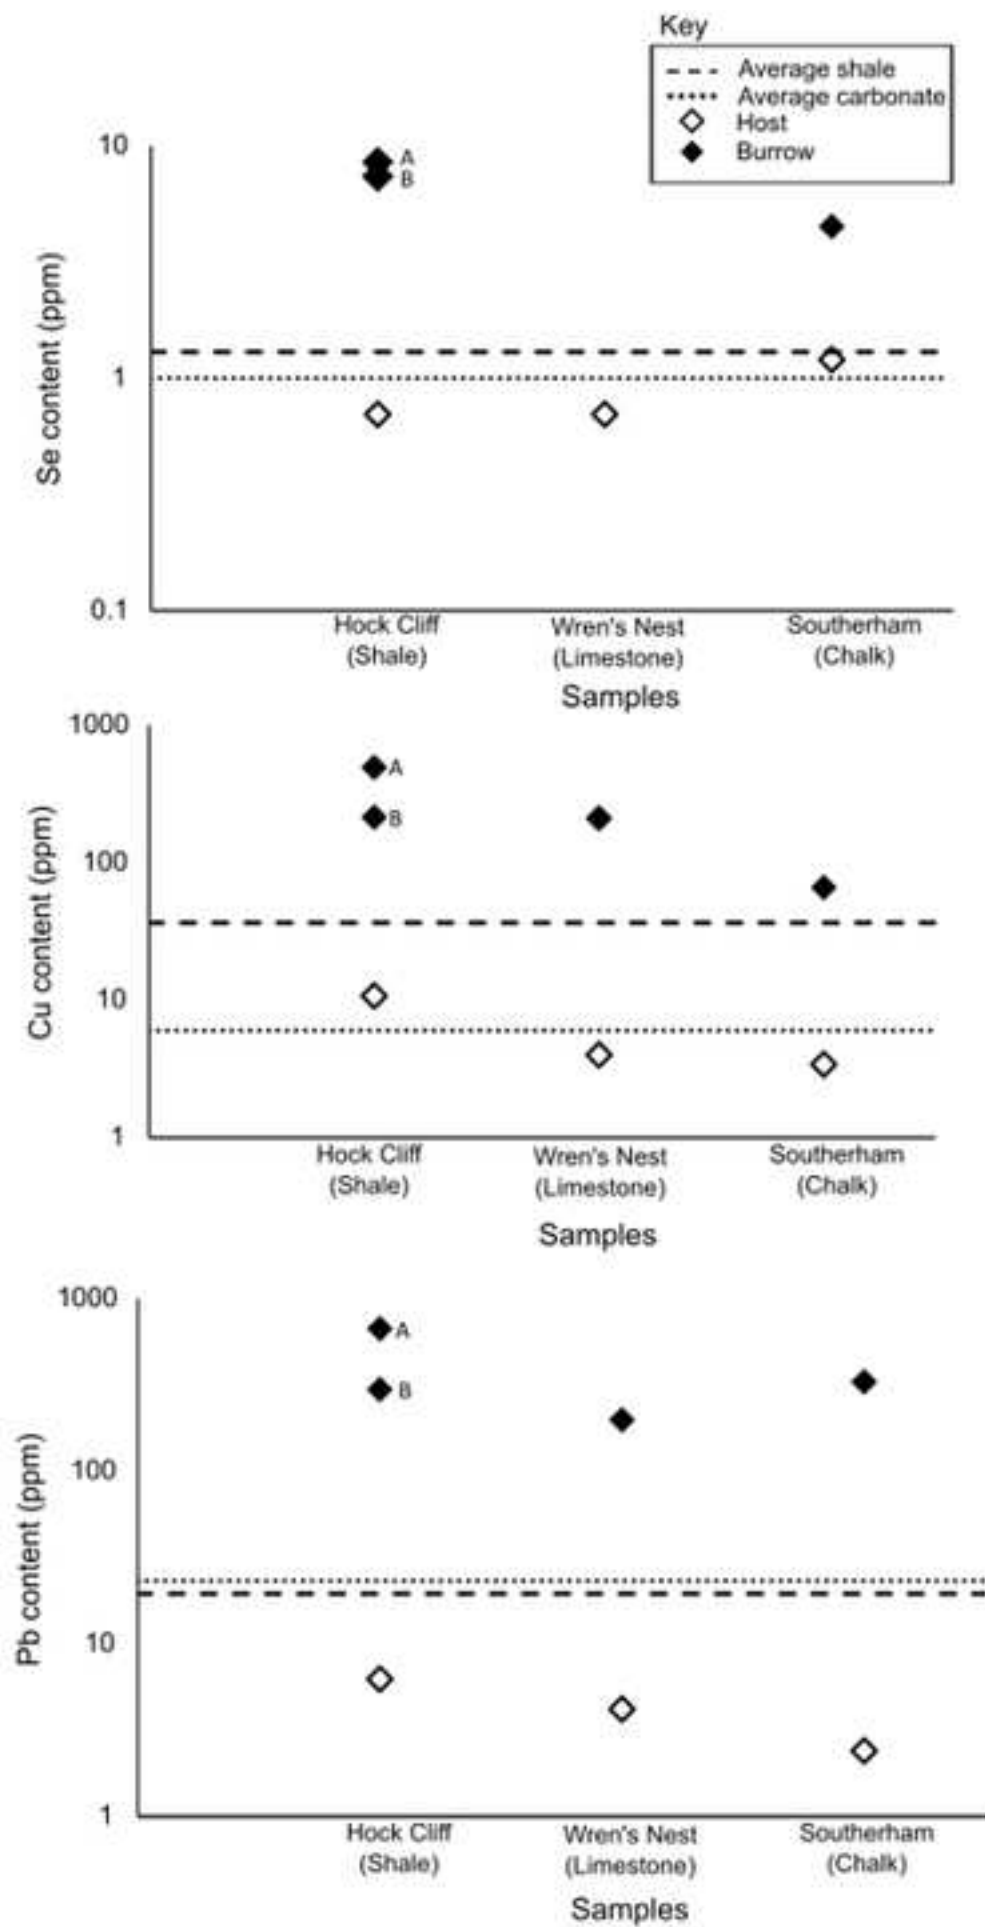 Key
Average shale
Average carbonate
Host
Burrow
10
A
B
Se content (ppm)
1
0.1
Hock Cliff Wren's Nest Southerham
(Shale) (Limestone) (Chalk)
Samples
1000
A
B
100
Cu content (ppm)
10
1
Hock Cliff Wren's Nest Southerham
(Shale) (Limestone) (Chalk)
Samples
1000
A
B
100
Pb content (ppm)
10
1
Hock Cliff Wren's Nest Southerham
(Shale) (Limestone) (Chalk)
Samples